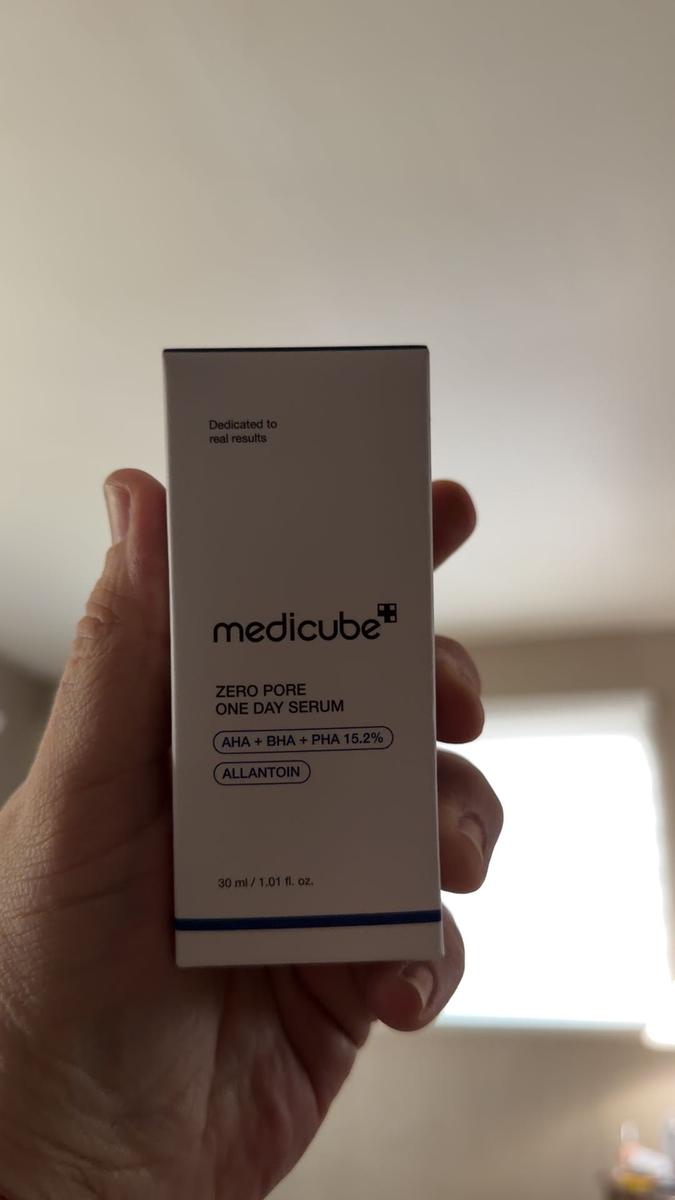 Dedicated to
real results
medicube
ZERO PORE
ONE DAY SERUM
AHA + BHA + PHA 15.2%
ALLANTOIN
30 ml / 1.01 fl. oz.